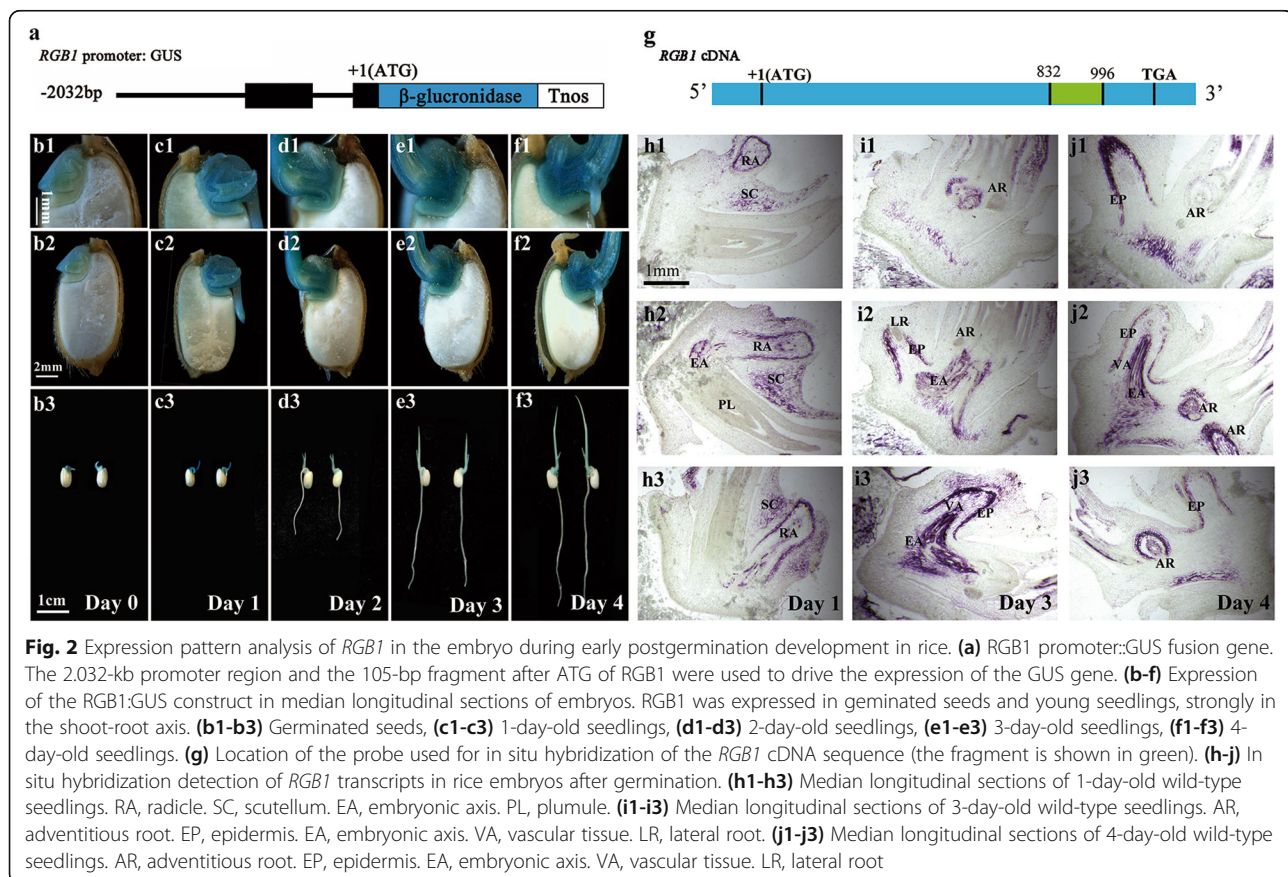 a
RGB1 promoter: GUS
+1(ATG)
-2032bp
β-glucronidase
Tnos
g
RGB1 cDNA
+1(ATG)
832
996
TGA
5’
3’
b1
c1
d1
e1
f1
1mm
b2
c2
d2
e2
f2
2mm
b3
c3
d3
e3
f3
1cm
Day 0
Day 1
Day 2
Day 3
Day 4
h1
RA
SC
1mm
i1
AR
j1
EP
AR
h2
EA
RA
SC
PL
i2
LR
EP
AR
EA
j2
EP
VA
EA
AR
AR
h3
SC
RA
Day 1
i3
VA
EP
EA
Day 3
j3
EP
AR
Day 4
Fig. 2 Expression pattern analysis of RGB1 in the embryo during early postgermination development in rice. (a) RGB1 promoter::GUS fusion gene.
The 2.032-kb promoter region and the 105-bp fragment after ATG of RGB1 were used to drive the expression of the GUS gene. (b-f) Expression
of the RGB1:GUS construct in median longitudinal sections of embryos. RGB1 was expressed in geminated seeds and young seedlings, strongly in
the shoot-root axis. (b1-b3) Germinated seeds, (c1-c3) 1-day-old seedlings, (d1-d3) 2-day-old seedlings, (e1-e3) 3-day-old seedlings, (f1-f3) 4-
day-old seedlings. (g) Location of the probe used for in situ hybridization of the RGB1 cDNA sequence (the fragment is shown in green). (h-j) In
situ hybridization detection of RGB1 transcripts in rice embryos after germination. (h1-h3) Median longitudinal sections of 1-day-old wild-type
seedlings. RA, radicle. SC, scutellum. EA, embryonic axis. PL, plumule. (i1-i3) Median longitudinal sections of 3-day-old wild-type seedlings. AR,
adventitious root. EP, epidermis. EA, embryonic axis. VA, vascular tissue. LR, lateral root. (j1-j3) Median longitudinal sections of 4-day-old wild-type
seedlings. AR, adventitious root. EP, epidermis. EA, embryonic axis. VA, vascular tissue. LR, lateral root